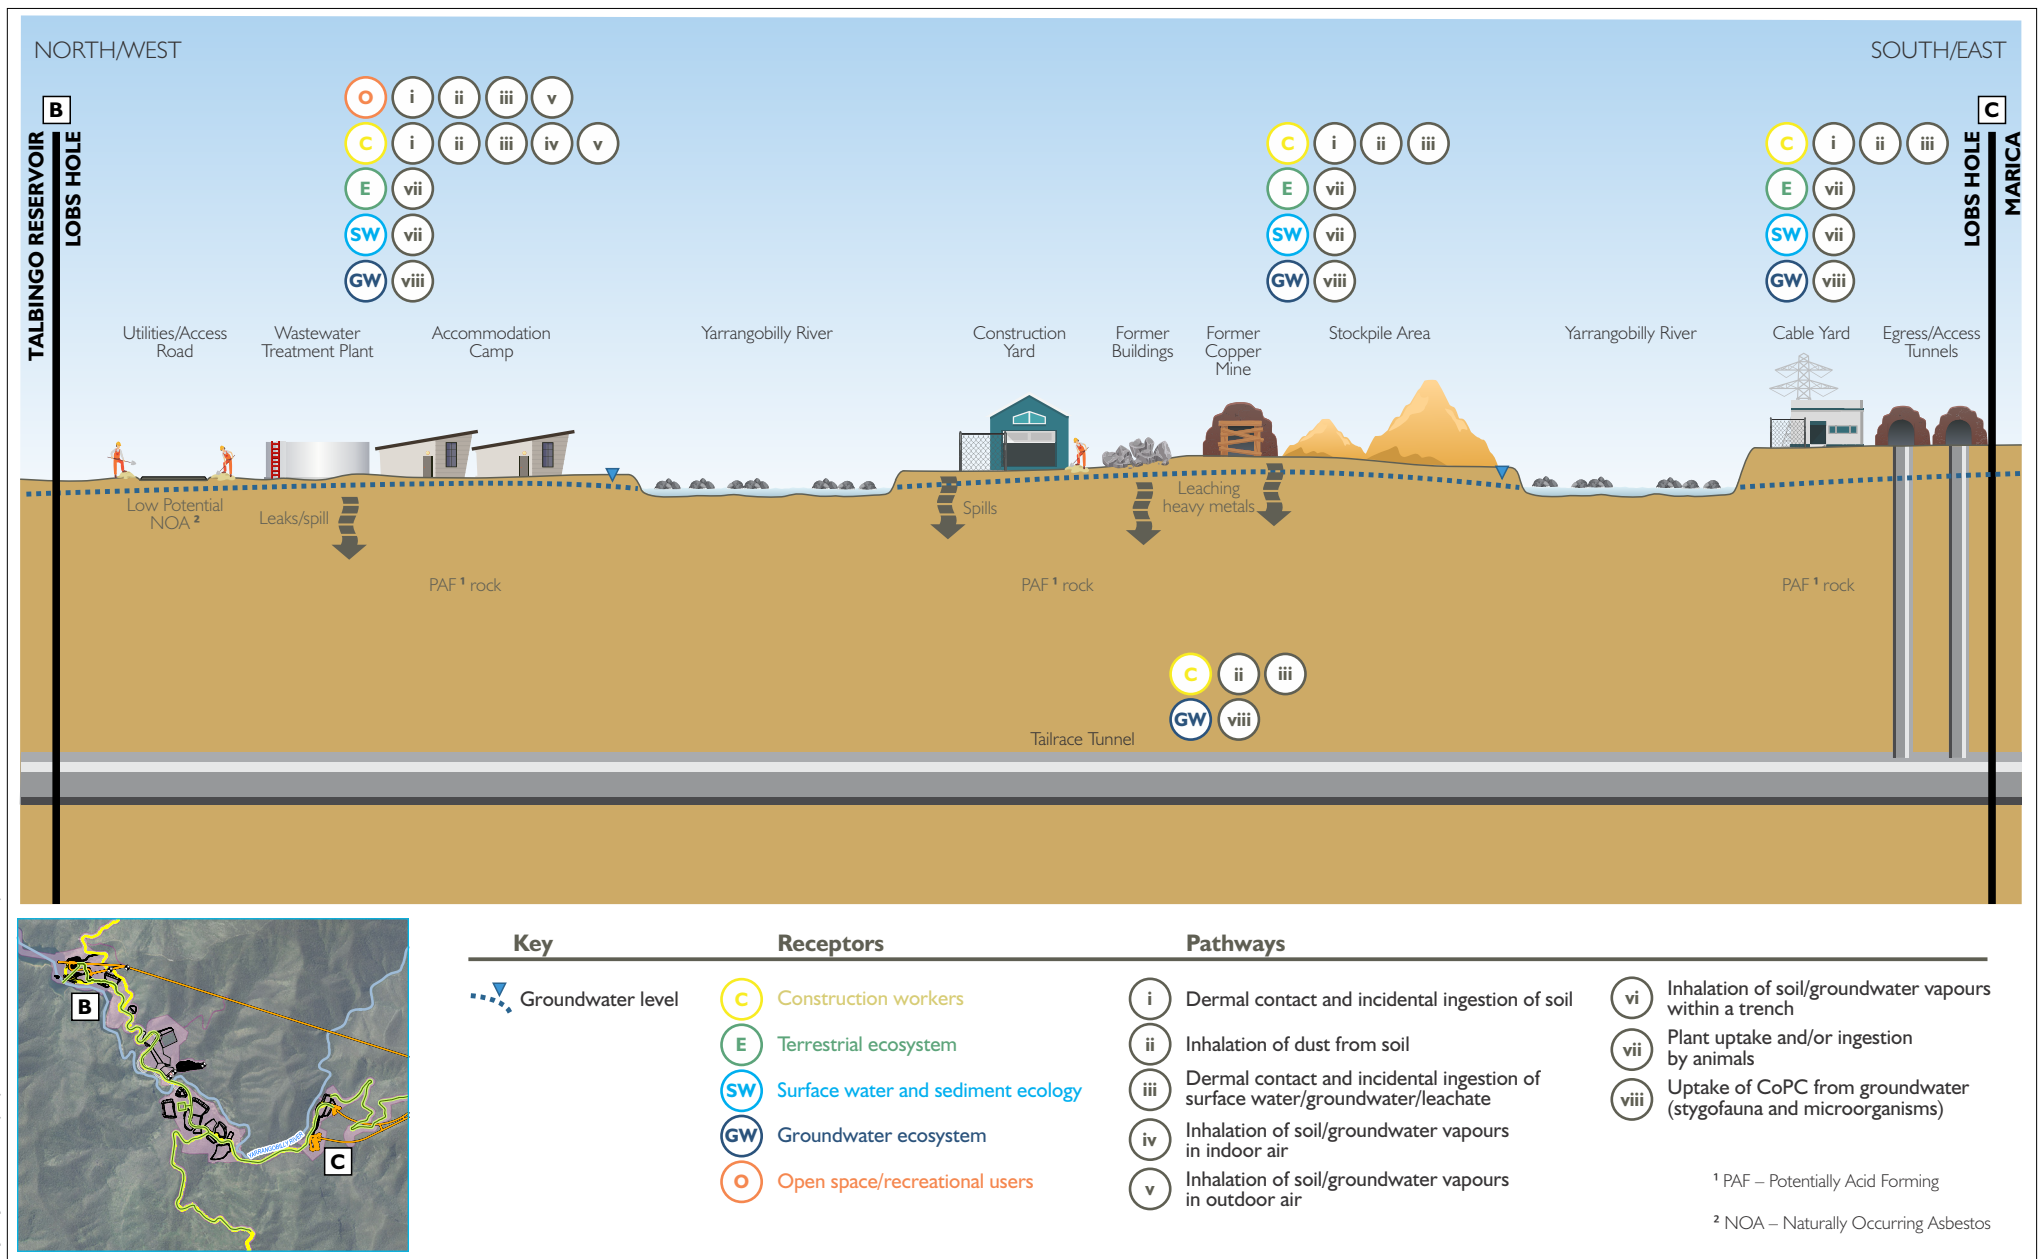 NORTH/WEST
SOUTH/EAST
B
C
TALBINGO RESERVOIR
LOBS HOLE
LOBS HOLE
MARICA
O i ii iii v
C i ii iii iv v
E vii
SW vii
GW viii
C i ii iii
E vii
SW vii
GW viii
C i ii iii
E vii
SW vii
GW viii
Utilities/Access
Road
Wastewater
Treatment Plant
Accommodation
Camp
Yarrangobilly River
Construction
Yard
Former
Buildings
Former
Copper
Mine
Stockpile Area
Yarrangobilly River
Cable Yard
Egress/Access
Tunnels
Low Potential
NOA ²
Leaks/spill
Spills
Leaching
heavy metals
PAF ¹ rock
PAF ¹ rock
PAF ¹ rock
C ii iii
GW viii
Tailrace Tunnel
B
YARRANGOBILLY RIVER
C
Key
Groundwater level
Receptors
C Construction workers
E Terrestrial ecosystem
SW Surface water and sediment ecology
GW Groundwater ecosystem
O Open space/recreational users
Pathways
i Dermal contact and incidental ingestion of soil
ii Inhalation of dust from soil
iii Dermal contact and incidental ingestion of
surface water/groundwater/leachate
iv Inhalation of soil/groundwater vapours
in indoor air
v Inhalation of soil/groundwater vapours
in outdoor air
vi Inhalation of soil/groundwater vapours
within a trench
vii Plant uptake and/or ingestion
by animals
viii Uptake of CoPC from groundwater
(stygofauna and microorganisms)
¹ PAF – Potentially Acid Forming
² NOA – Naturally Occurring Asbestos